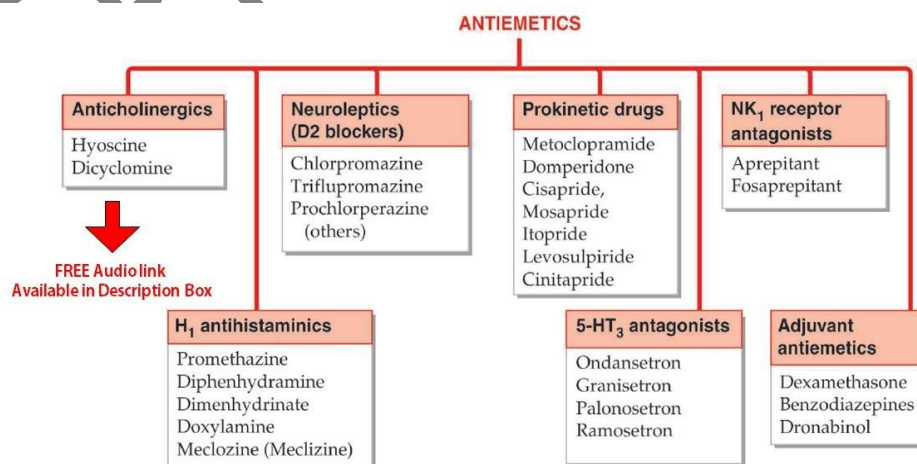 ANTIEMETICS
Anticholinergics
Hyoscine
Dicyclomine
FREE Audio link
Available in Description Box
Neuroleptics
(D2 blockers)
Chlorpromazine
Triflupromazine
Prochlorperazine
(others)
Prokinetic drugs
Metoclopramide
Domperidone
Cisapride,
Mosapride
Itopride
Levosulpiride
Cinitapride
NK₁ receptor
antagonists
Aprepitant
Fosaprepitant
H₁ antihistaminics
Promethazine
Diphenhydramine
Dimenhydrinate
Doxylamine
Meclozine (Meclizine)
5-HT₃ antagonists
Ondansetron
Granisetron
Palonosetron
Ramosetron
Adjuvant
antiemetics
Dexamethasone
Benzodiazepines
Dronabinol